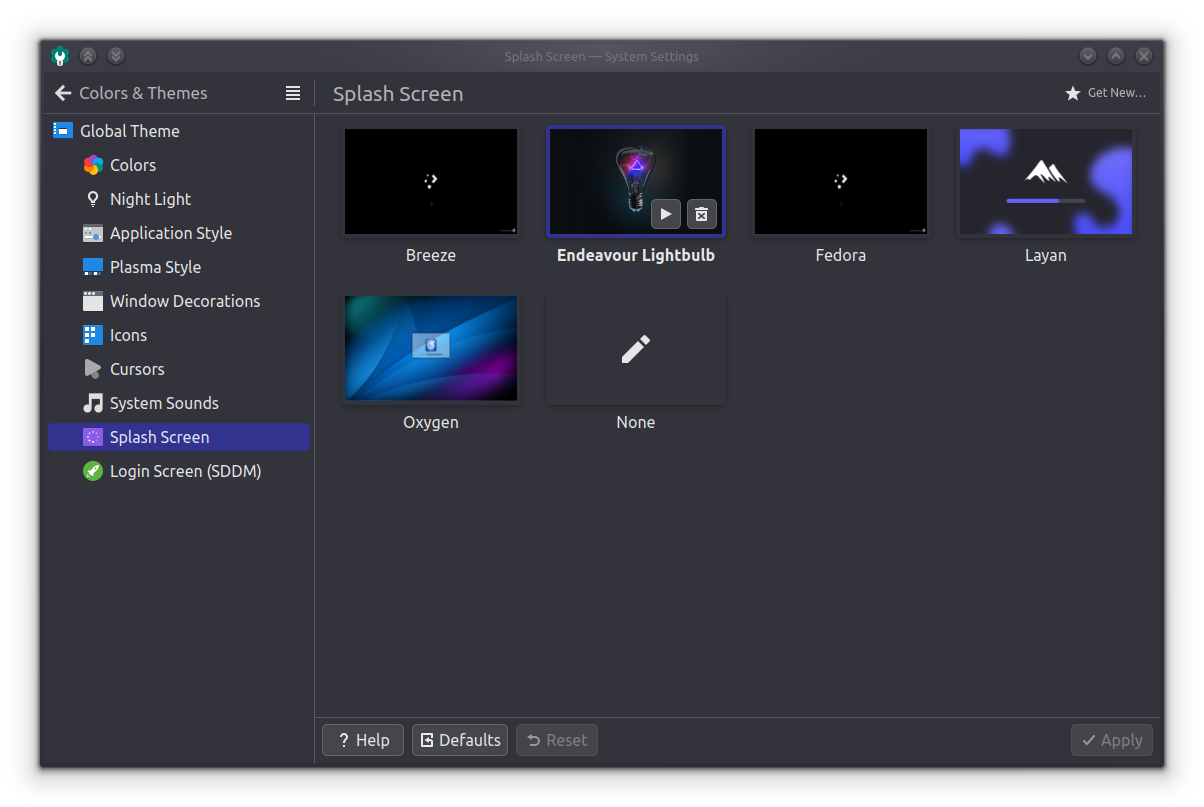 Splash Screen — System Settings
Colors & Themes
Splash Screen
Get New...
Global Theme
Colors
Night Light
Application Style
Plasma Style
Window Decorations
Icons
Cursors
System Sounds
Splash Screen
Login Screen (SDDM)
Breeze
Endeavour Lightbulb
Fedora
Layan
Oxygen
None
? Help
Defaults
Reset
Apply